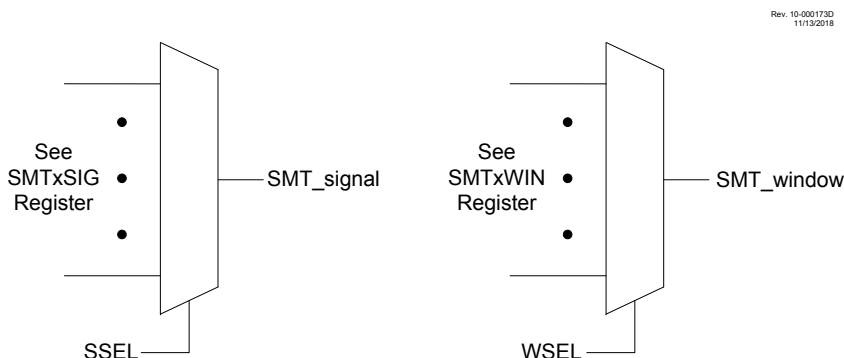 Rev. 10-000173D
11/13/2018
See
SMTxSIG
Register
SMT_signal
SSEL
See
SMTxWIN
Register
SMT_window
WSEL